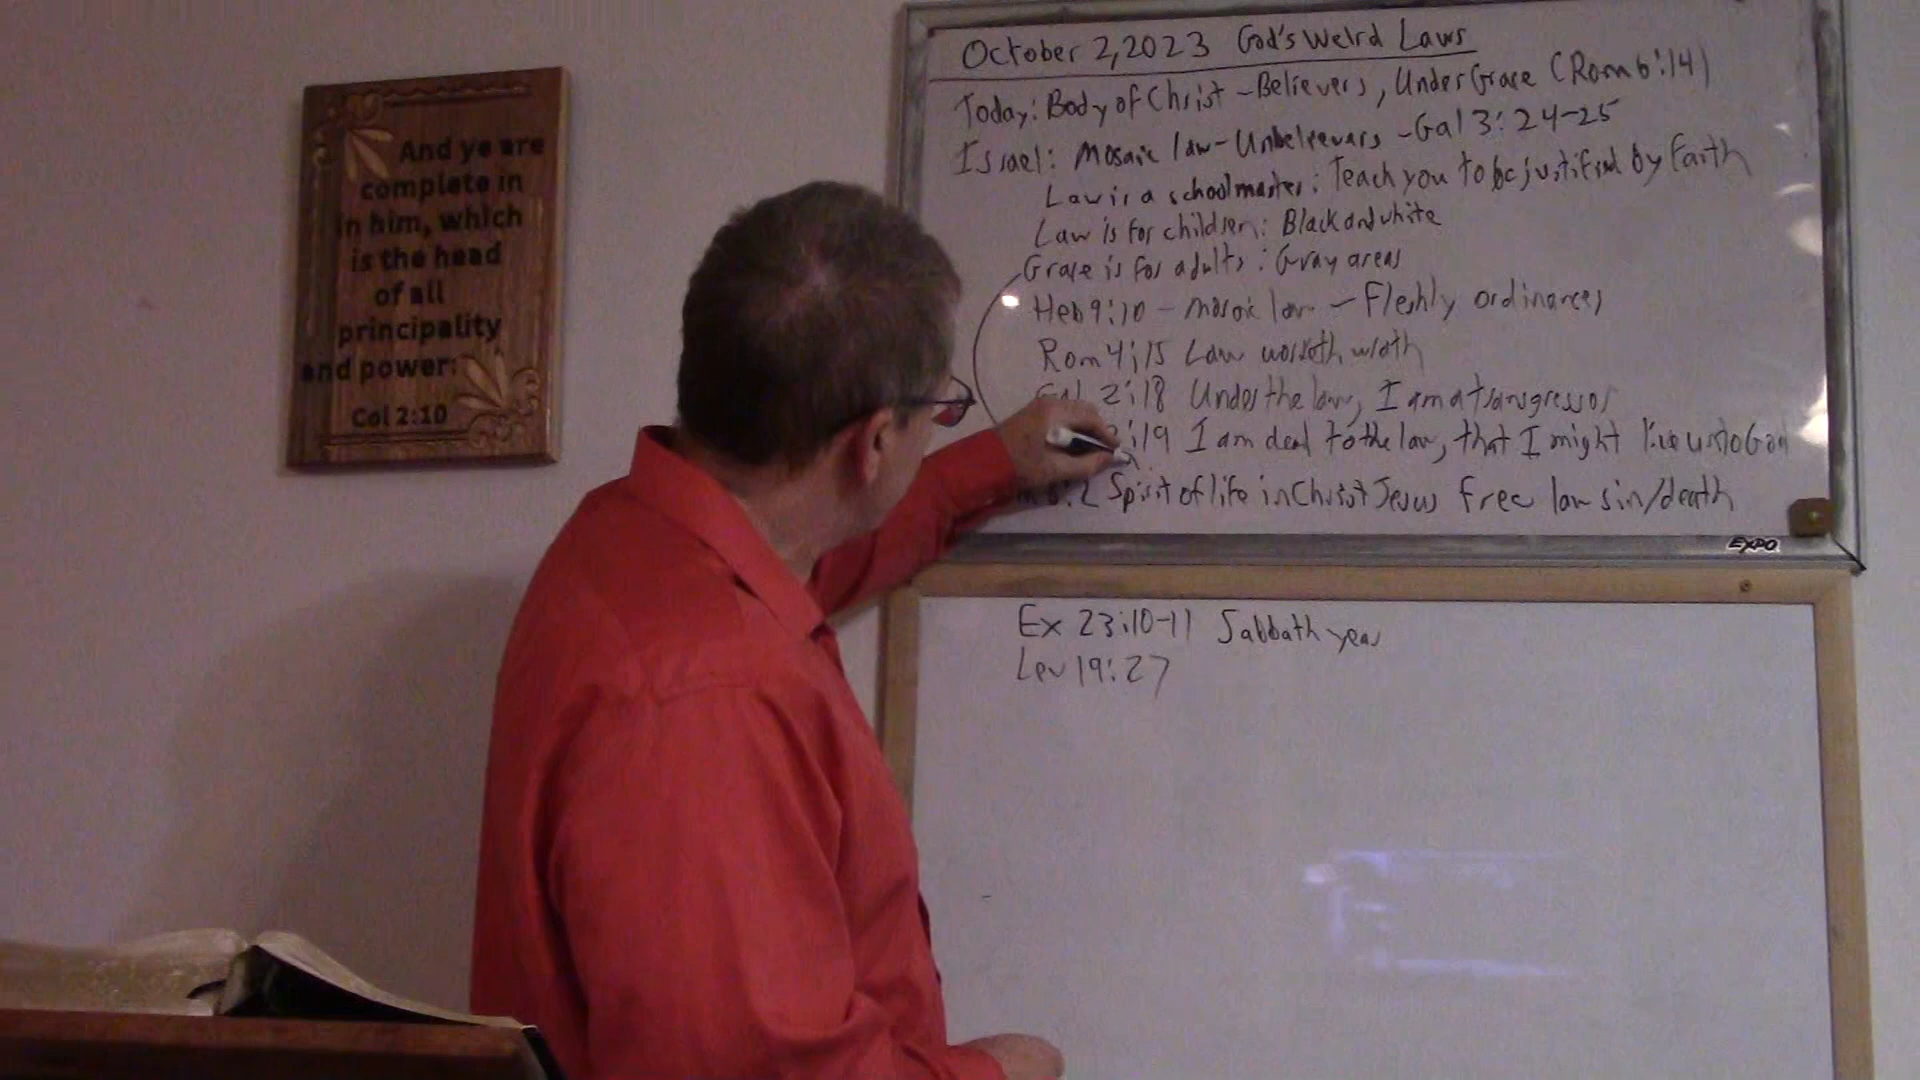 And ye are
complete in
in him, which
is the head
of all
principality
and power:
Col 2:10
October 2, 2023 God's Weird Laws
Today: Body of Christ - Believers, Under Grace (Rom 6:14)
Israel: Mosaic law - Unbelievers - Gal 3:24-25
Law is a schoolmaster: Teach you to be justified by Faith
Law is for children: Black and white
Grace is for adults: Gray areas
Heb 9:10 - Mosaic law - Fleshly ordinances
Rom 4:15 Law worketh wrath
Gal 2:18 Under the law, I am a transgressor
2:19 I am dead to the law, that I might live unto God
8:2 Spirit of life in Christ Jesus free law sin/death
EXPO
Ex 23:10-11 Sabbath year
Lev 19:27